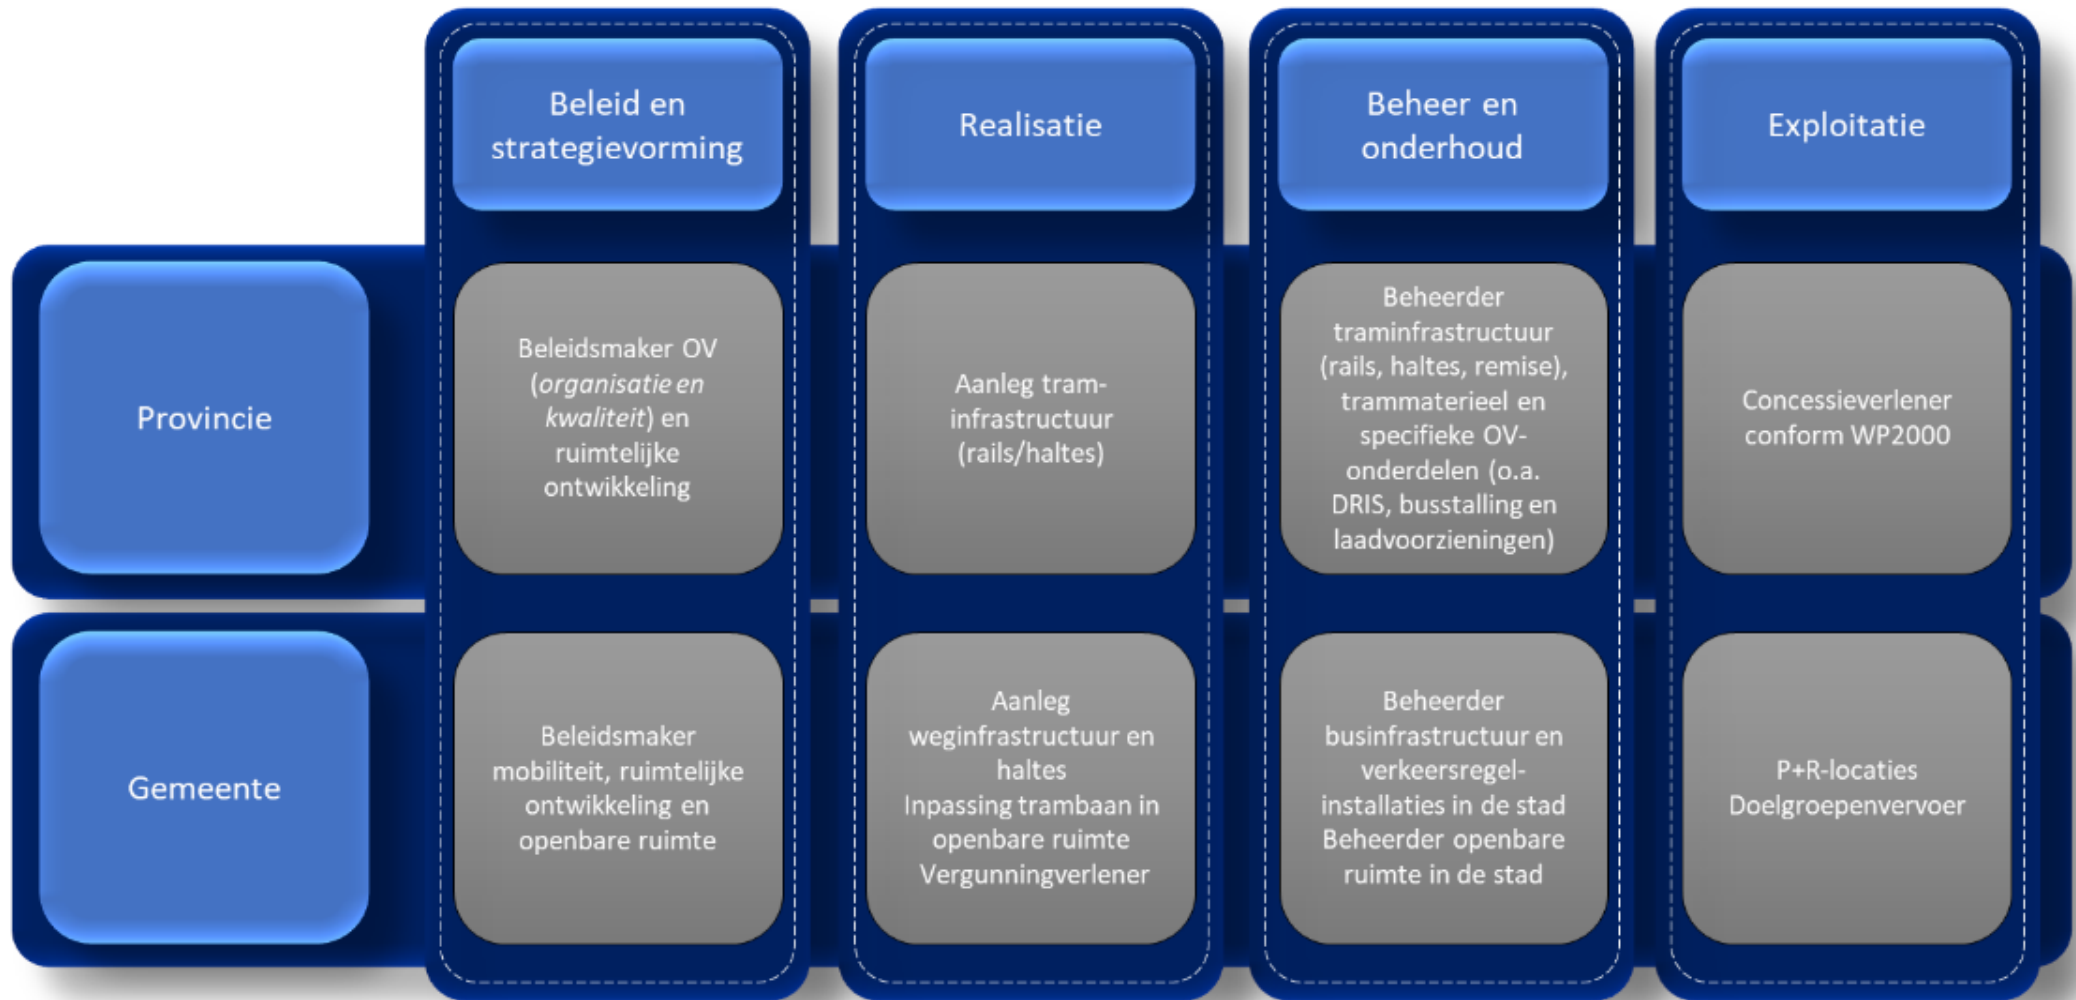 Beleid en
strategievorming
Realisatie
Beheer en
onderhoud
Exploitatie
Provincie
Beleidsmaker OV
(organisatie en
kwaliteit) en
ruimtelijke
ontwikkeling
Aanleg tram-
infrastructuur
(rails/haltes)
Beheerder
traminfrastructuur
(rails, haltes, remise),
trammaterieel en
specifieke OV-
onderdelen (o.a.
DRIS, busstalling en
laadvoorzieningen)
Concessieverlener
conform WP2000
Gemeente
Beleidsmaker
mobiliteit, ruimtelijke
ontwikkeling en
openbare ruimte
Aanleg
weginfrastructuur en
haltes
Inpassing trambaan in
openbare ruimte
Vergunningverlener
Beheerder
businfrastructuur en
verkeersregel-
installaties in de stad
Beheerder openbare
ruimte in de stad
P+R-locaties
Doelgroepenvervoer